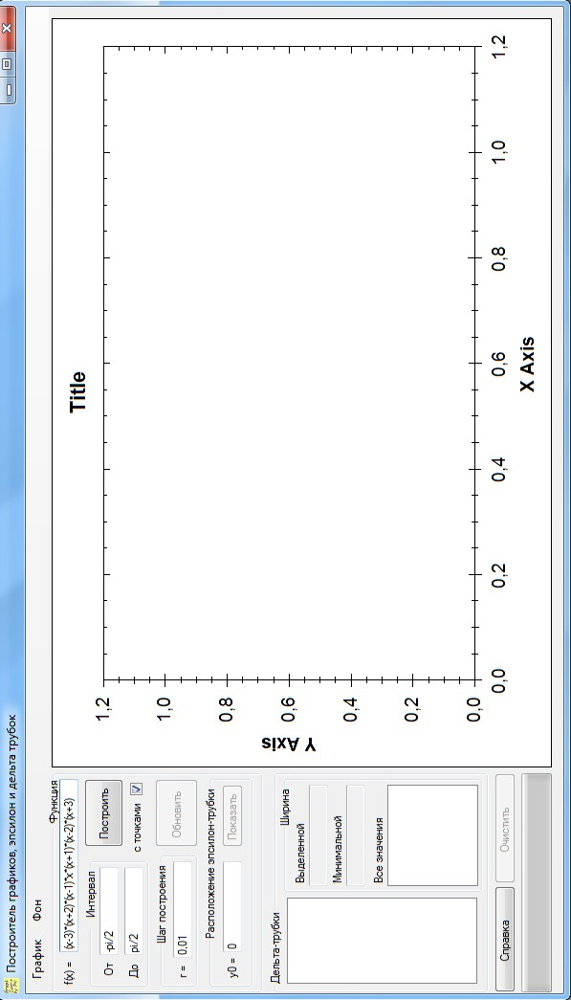 Построитель графиков, эпсилон и дельта трубок
График Фон
Функция
f(x) = (x-3)*(x+2)*(x-1)*x*(x+1)*(x-2)*(x+3)
Интервал
От -pi/2
До pi/2
Построить
с точками
Шаг построения
r = 0,01
Обновить
Расположение эпсилон-трубки
y0 = 0
Показать
Дельта-трубки
Ширина
Выделенной
Минимальной
Все значения
Справка
Очистить
Title
Y Axis
1,2
1,0
0,8
0,6
0,4
0,2
0,0
0,0 0,2 0,4 0,6 0,8 1,0 1,2
X Axis